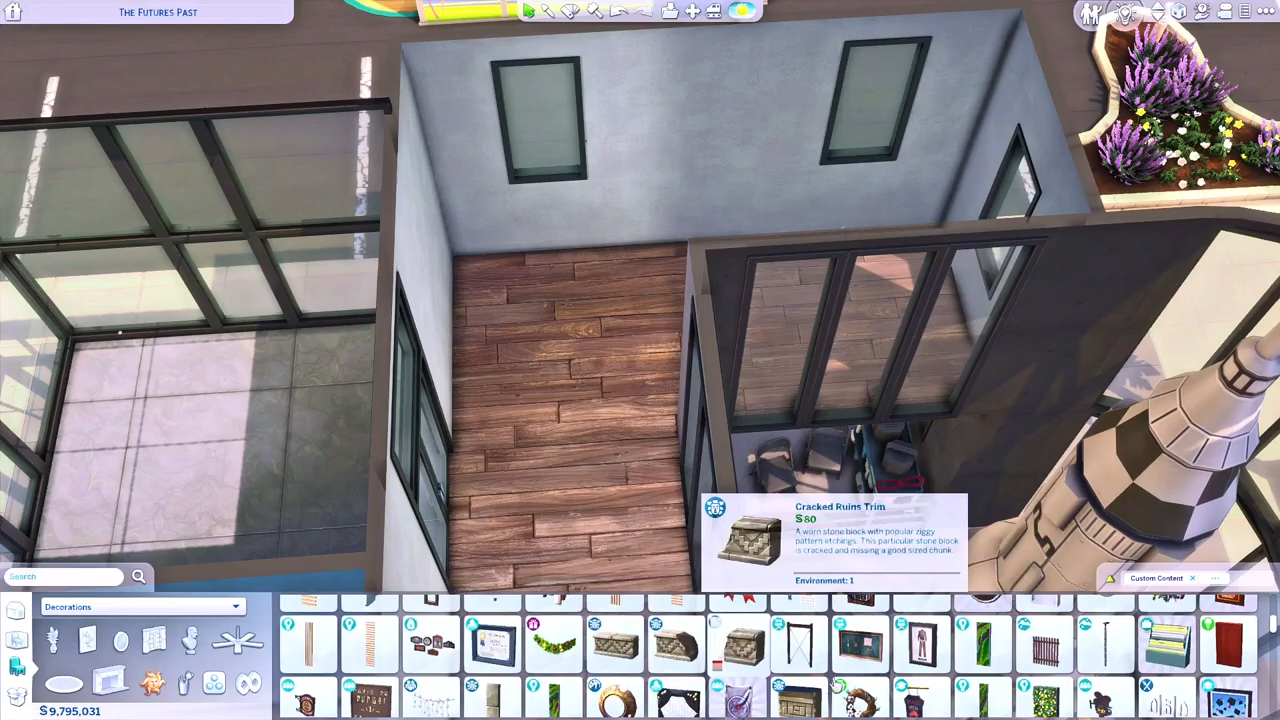 THE FUTURES PAST
Cracked Ruins Trim
§80
A worn stone block with popular ziggy
pattern etchings. This particular stone block
is cracked and missing a good sized chunk.
Environment: 1
Search
Custom Content
Decorations
§9,795,031